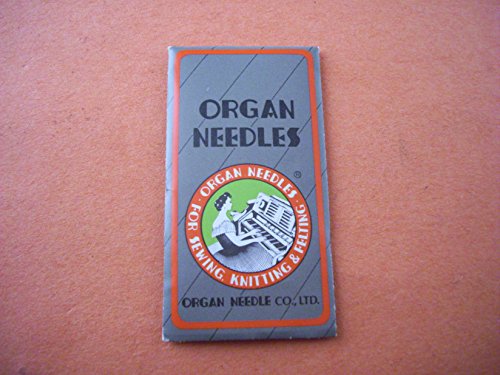 ORGAN
NEEDLES
®
· ORGAN NEEDLES ·
FOR SEWING, KNITTING & FELTING
ORGAN NEEDLE CO., LTD.